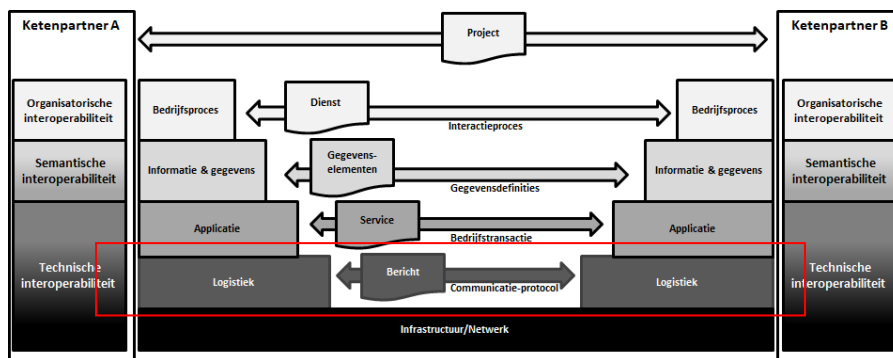 Ketenpartner A
Project
Ketenpartner B
Organisatorische
interoperabiliteit
Bedrijfsproces
Dienst
Interactieproces
Bedrijfsproces
Organisatorische
interoperabiliteit
Semantische
interoperabiliteit
Informatie & gegevens
Gegevens-
elementen
Gegevensdefinities
Informatie & gegevens
Semantische
interoperabiliteit
Applicatie
Service
Bedrijfstransactie
Applicatie
Technische
interoperabiliteit
Logistiek
Bericht
Communicatie-protocol
Logistiek
Technische
interoperabiliteit
Infrastructuur/Netwerk